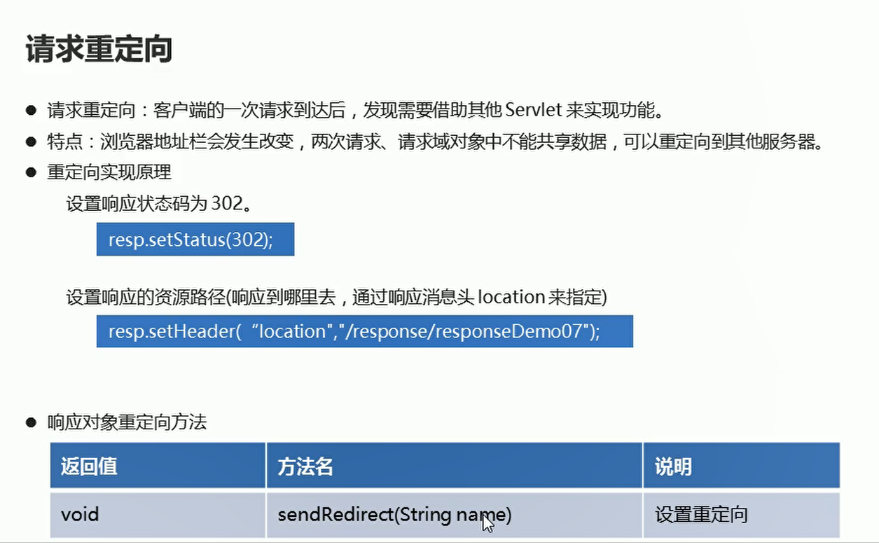 请求重定向
● 请求重定向：客户端的一次请求到达后，发现需要借助其他 Servlet 来实现功能。
● 特点：浏览器地址栏会发生改变，两次请求、请求域对象中不能共享数据，可以重定向到其他服务器。
● 重定向实现原理
设置响应状态码为 302。
resp.setStatus(302);
设置响应的资源路径(响应到哪里去，通过响应消息头 location 来指定)
resp.setHeader( “location","/response/responseDemo07");
● 响应对象重定向方法
返回值 方法名 说明
void sendRedirect(String name) 设置重定向